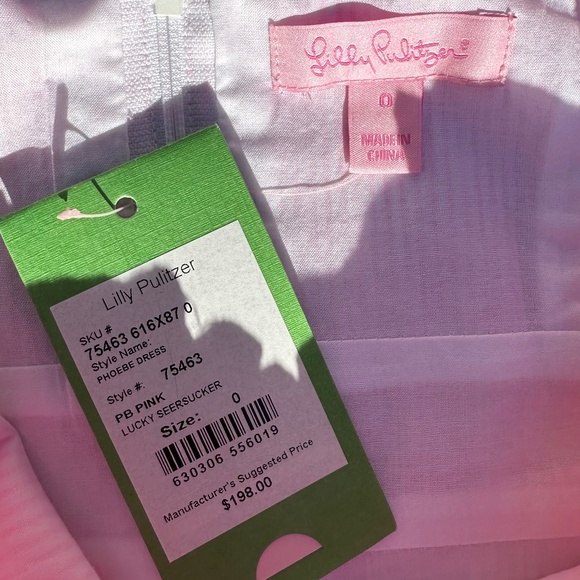 Lilly Pulitzer®
0
MADE IN
CHINA
Lilly Pulitzer
SKU #
75463 616X87 0
Style Name:
PHOEBE DRESS
Style #: 75463
PB PINK
LUCKY SEERSUCKER
Size: 0
630306 556019
Manufacturer's Suggested Price
$198.00